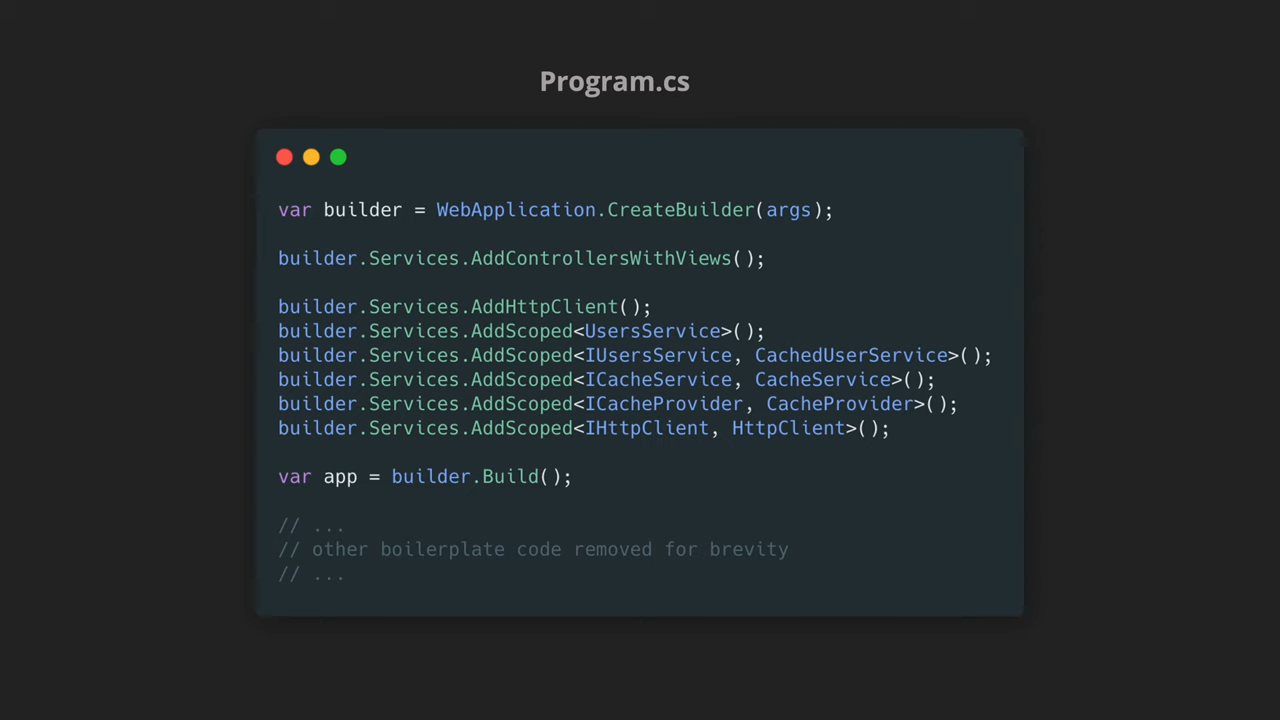 Program.cs
var builder = WebApplication.CreateBuilder(args);
builder.Services.AddControllersWithViews();
builder.Services.AddHttpClient();
builder.Services.AddScoped<UsersService>();
builder.Services.AddScoped<IUsersService, CachedUserService>();
builder.Services.AddScoped<ICacheService, CacheService>();
builder.Services.AddScoped<ICacheProvider, CacheProvider>();
builder.Services.AddScoped<IHttpClient, HttpClient>();
var app = builder.Build();
// ...
// other boilerplate code removed for brevity
// ...